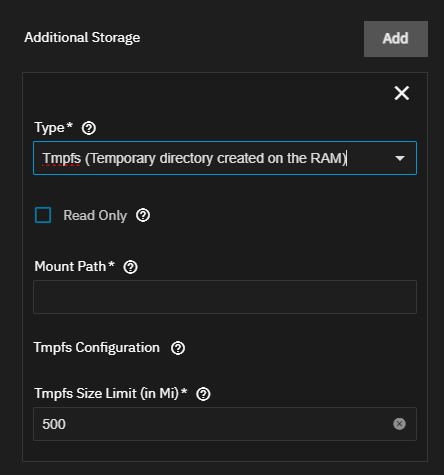 Additional Storage
Add
Type*
Tmpfs (Temporary directory created on the RAM)
Read Only
Mount Path*
Tmpfs Configuration
Tmpfs Size Limit (in Mi)*
500